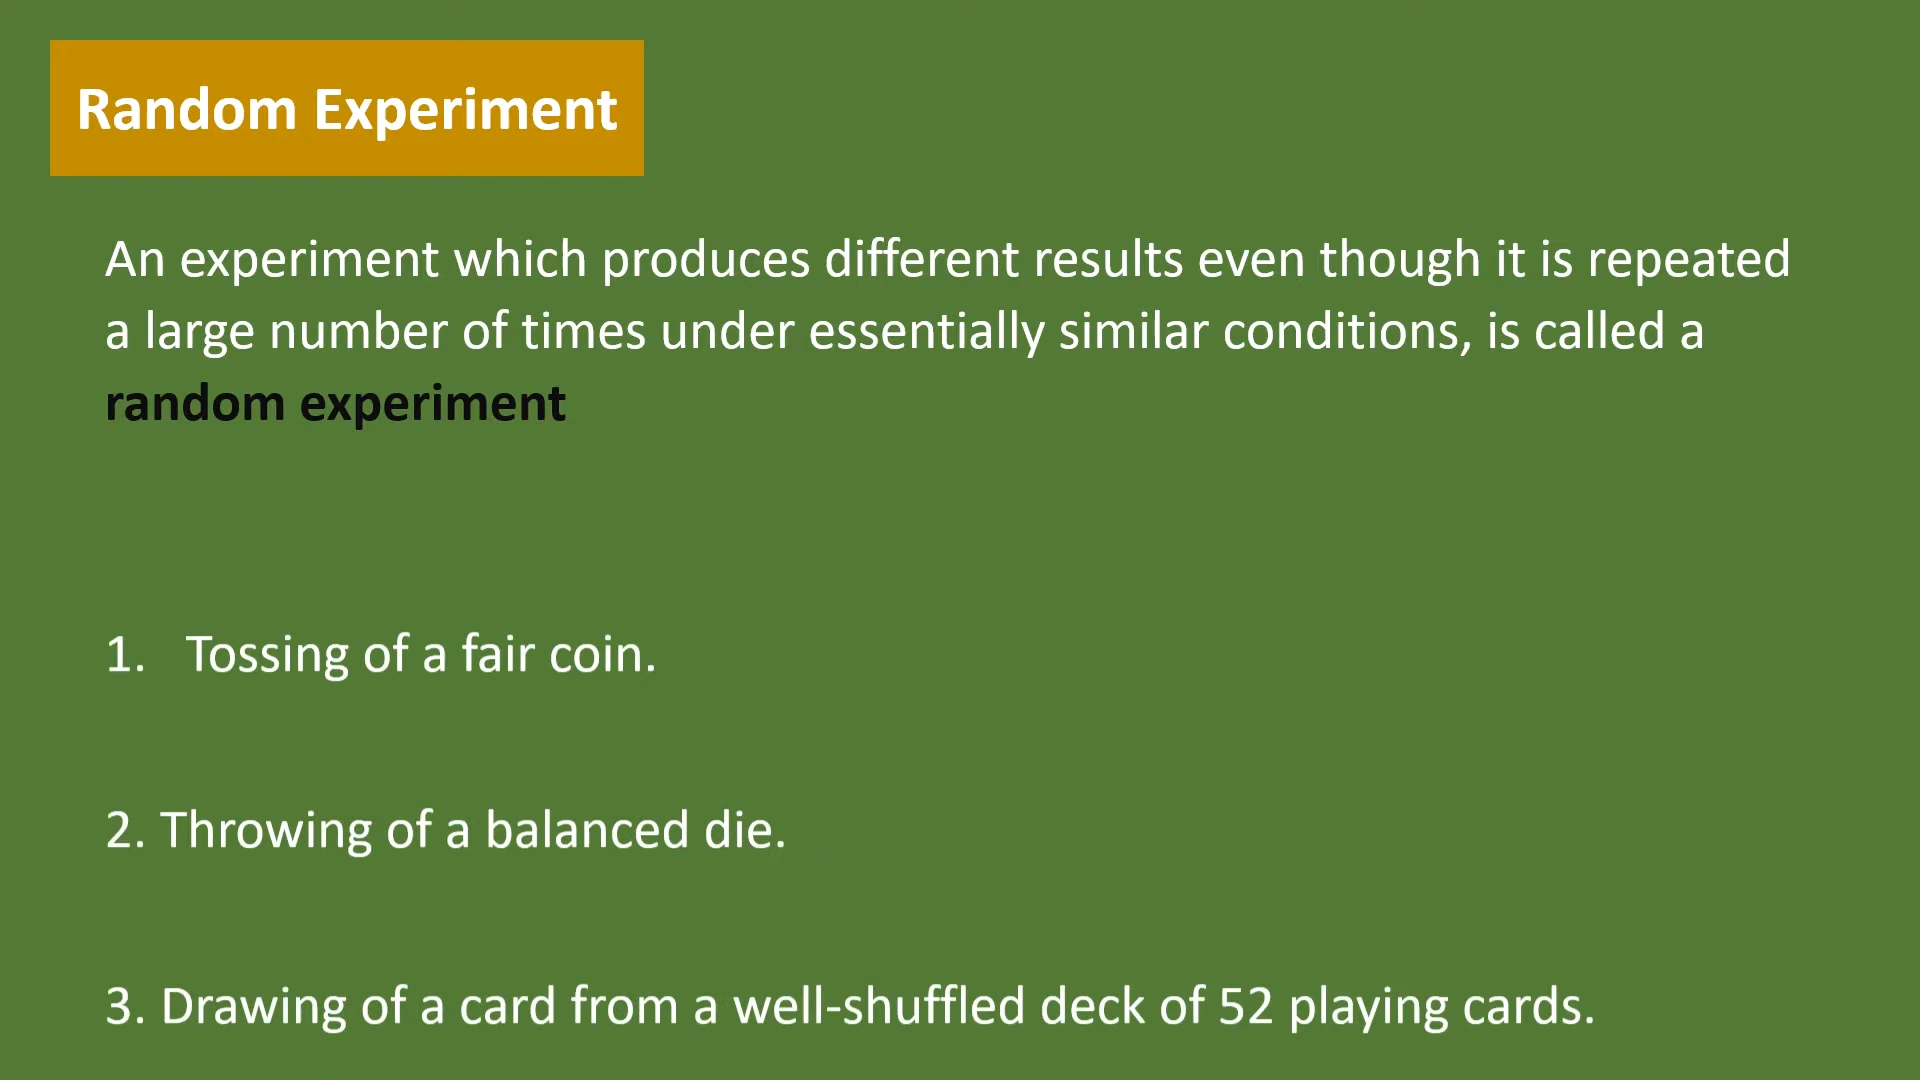 Random Experiment
An experiment which produces different results even though it is repeated
a large number of times under essentially similar conditions, is called a
random experiment
1. Tossing of a fair coin.
2. Throwing of a balanced die.
3. Drawing of a card from a well-shuffled deck of 52 playing cards.